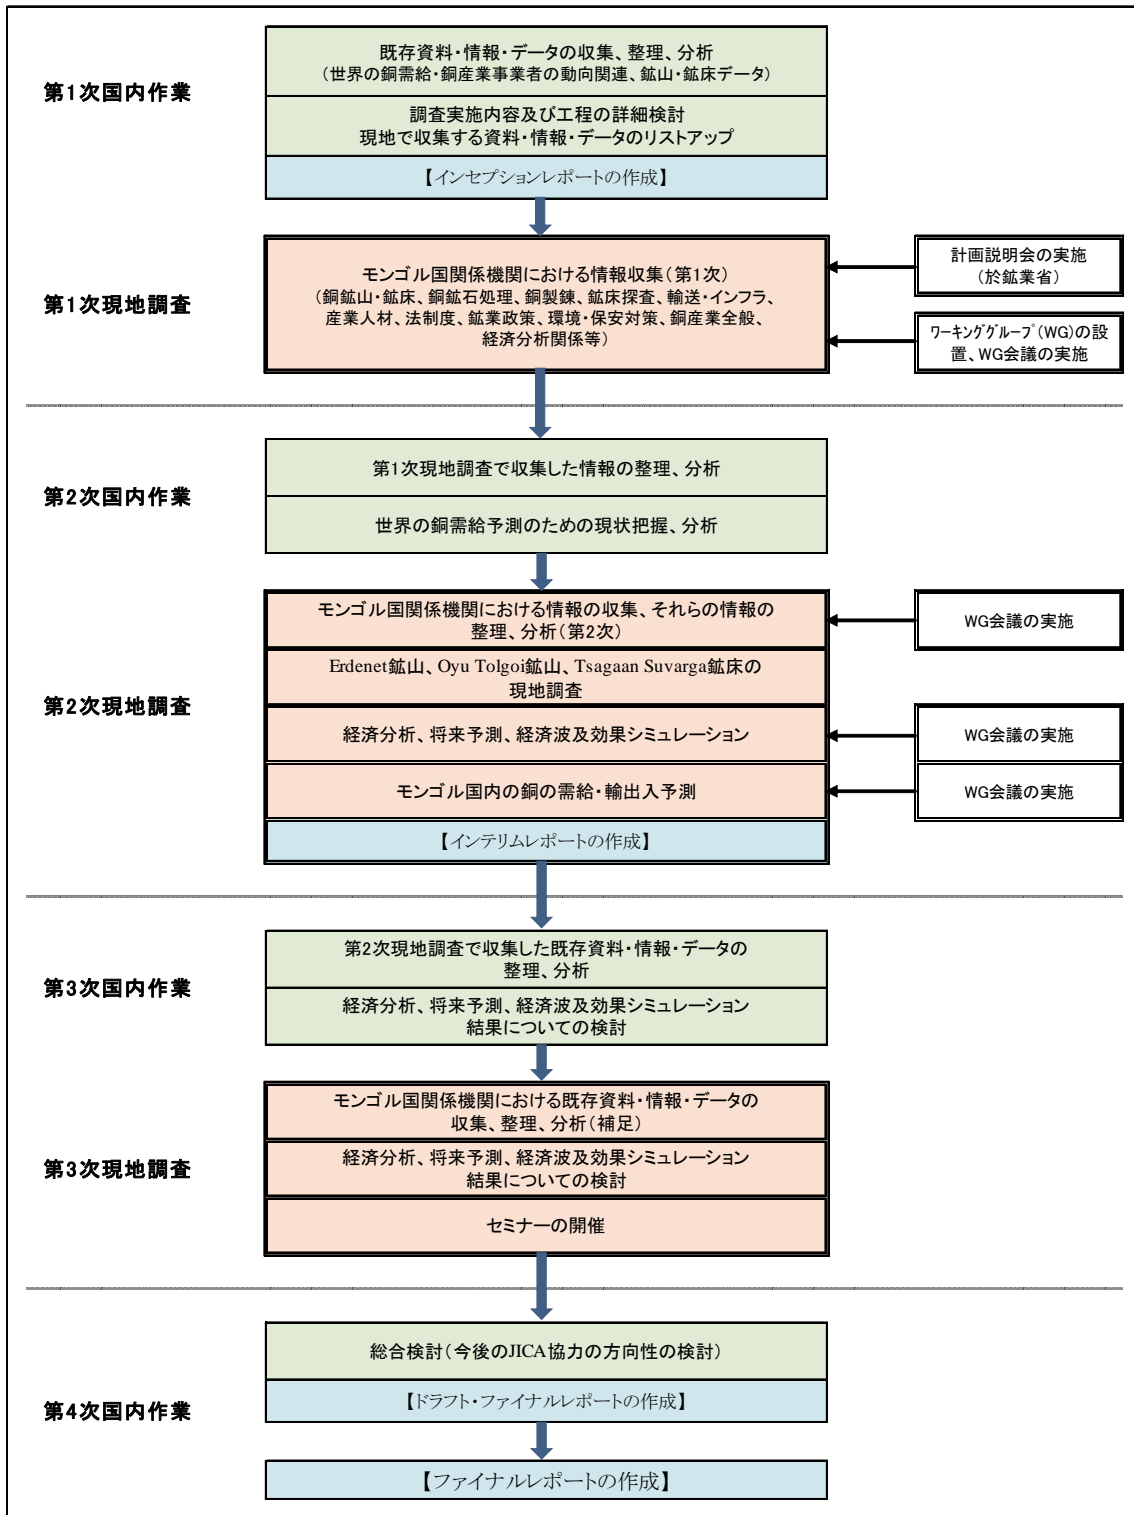 第1次国内作業
既存資料・情報・データの収集、整理、分析
（世界の銅需給・銅産業事業者の動向関連、鉱山・鉱床データ）
調査実施内容及び工程の詳細検討
現地で収集する資料・情報・データのリストアップ
【インセプションレポートの作成】
第1次現地調査
モンゴル国関係機関における情報収集（第1次）
（銅鉱山・鉱床、銅鉱石処理、銅製錬、鉱床探査、輸送・インフラ、
産業人材、法制度、鉱業政策、環境・保安対策、銅産業全般、
経済分析関係等）
計画説明会の実施
（於鉱業省）
ﾜｰｷﾝｸﾞｸﾞﾙｰﾌﾟ（WG）の設
置、WG会議の実施
第2次国内作業
第1次現地調査で収集した情報の整理、分析
世界の銅需給予測のための現状把握、分析
第2次現地調査
モンゴル国関係機関における情報の収集、それらの情報の
整理、分析（第2次）
WG会議の実施
Erdenet鉱山、Oyu Tolgoi鉱山、Tsagaan Suvarga鉱床の
現地調査
経済分析、将来予測、経済波及効果シミュレーション
WG会議の実施
モンゴル国内の銅の需給・輸出入予測
WG会議の実施
【インテリムレポートの作成】
第3次国内作業
第2次現地調査で収集した既存資料・情報・データの
整理、分析
経済分析、将来予測、経済波及効果シミュレーション
結果についての検討
第3次現地調査
モンゴル国関係機関における既存資料・情報・データの
収集、整理、分析（補足）
経済分析、将来予測、経済波及効果シミュレーション
結果についての検討
セミナーの開催
第4次国内作業
総合検討（今後のJICA協力の方向性の検討）
【ドラフト・ファイナルレポートの作成】
【ファイナルレポートの作成】